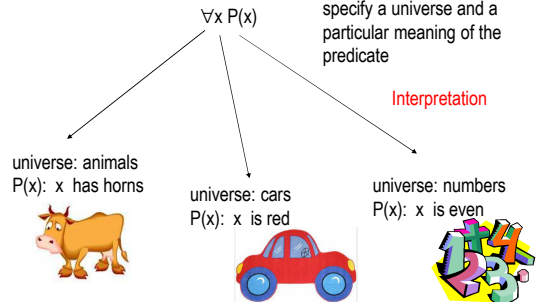 ∀x P(x)
specify a universe and a
particular meaning of the
predicate
Interpretation
universe: animals
P(x): x has horns
universe: cars
P(x): x is red
universe: numbers
P(x): x is even